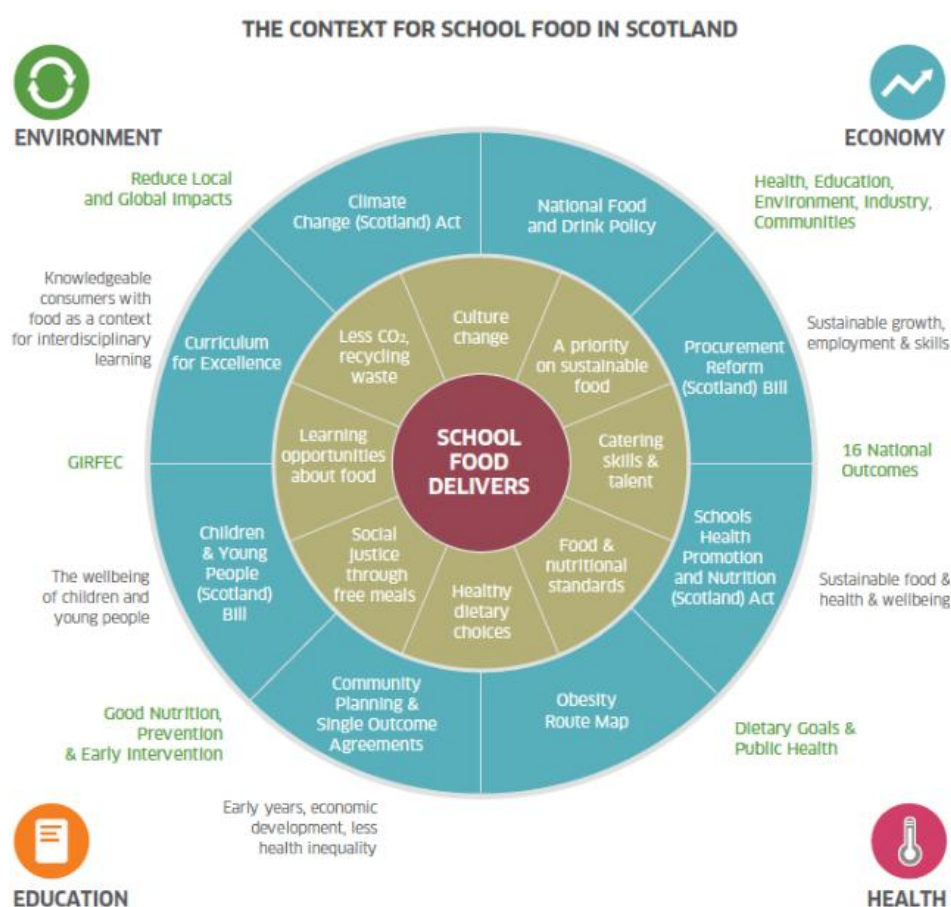 THE CONTEXT FOR SCHOOL FOOD IN SCOTLAND
ENVIRONMENT
ECONOMY
Reduce Local
and Global Impacts
Health, Education,
Environment, Industry,
Communities
Climate
Change (Scotland) Act
National Food
and Drink Policy
Knowledgeable
consumers with
food as a context
for interdisciplinary
learning
Curriculum
for Excellence
Less CO₂,
recycling
waste
Culture
change
A priority
on sustainable
food
Procurement
Reform
(Scotland) Bill
Sustainable growth,
employment & skills
GIRFEC
Learning
opportunities
about food
SCHOOL
FOOD
DELIVERS
Catering
skills &
talent
16 National
Outcomes
Children
& Young
People
(Scotland)
Bill
Social
justice
through
free meals
Healthy
dietary
choices
Food &
nutritional
standards
Schools
Health
Promotion
and Nutrition
(Scotland) Act
The wellbeing
of children and
young people
Sustainable food &
health & wellbeing
Good Nutrition,
Prevention
& Early Intervention
Community
Planning &
Single Outcome
Agreements
Obesity
Route Map
Dietary Goals &
Public Health
Early years, economic
development, less
health inequality
EDUCATION
HEALTH